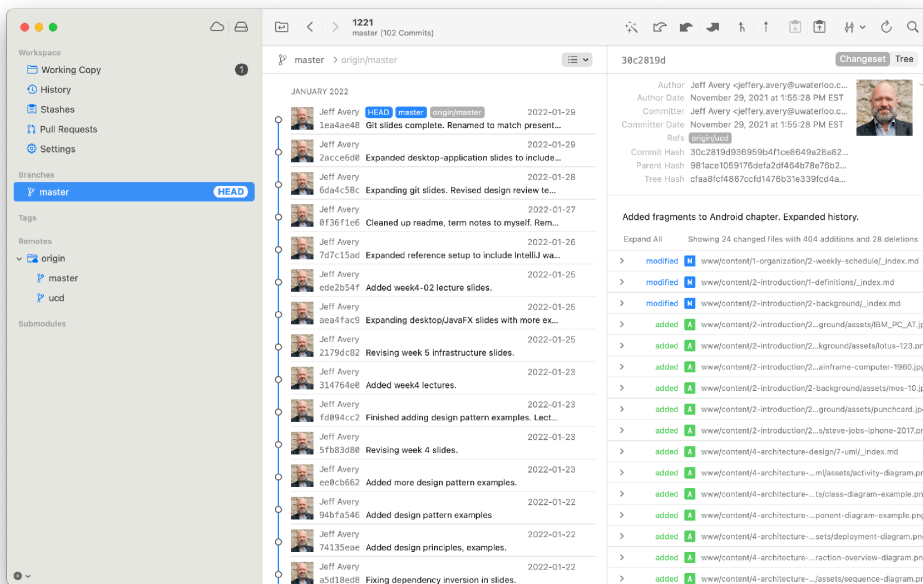 1221
master (102 Commits)
Workspace
Working Copy
1
History
Stashes
Pull Requests
Settings
Branches
master
HEAD
Tags
Remotes
origin
master
ucd
Submodules
master > origin/master
JANUARY 2022
Jeff Avery HEAD master origin/master 2022-01-29
1ea4ae48 Git slides complete. Renamed to match present...
Jeff Avery 2022-01-29
2acce6d0 Expanded desktop-application slides to include...
Jeff Avery 2022-01-28
6da4c58c Expanding git slides. Revised design review te...
Jeff Avery 2022-01-27
0f36f1e6 Cleaned up readme, term notes to myself. Rem...
Jeff Avery 2022-01-26
7d7c15ad Expanded reference setup to include IntelliJ wa...
Jeff Avery 2022-01-25
ede2b54f Added week4-02 lecture slides.
Jeff Avery 2022-01-25
aea4fac9 Expanding desktop/JavaFX slides with more ex...
Jeff Avery 2022-01-25
2179dc82 Revising week 5 infrastructure slides.
Jeff Avery 2022-01-23
314764e0 Added week4 lectures.
Jeff Avery 2022-01-23
fd094cc2 Finished adding design pattern examples. Lect...
Jeff Avery 2022-01-23
5fb83d80 Revising week 4 slides.
Jeff Avery 2022-01-23
ee0cb662 Added more design pattern examples.
Jeff Avery 2022-01-22
94bfa546 Added design pattern examples
Jeff Avery 2022-01-22
74135eae Added design principles, examples.
Jeff Avery 2022-01-22
a5d18ed8 Fixing dependency inversion in slides.
30c2819d
Changeset Tree
Author Jeff Avery <jeffery.avery@uwaterloo.c...
Author Date November 29, 2021 at 1:55:28 PM EST
Committer Jeff Avery <jeffery.avery@uwaterloo.c...
Committer Date November 29, 2021 at 1:55:28 PM EST
Refs origin/ucd
Commit Hash 30c2819d936959b4f1ce8649a28a82...
Parent Hash 981ace1059176defa2df464b78e76b2...
Tree Hash cfaa8fcf4867ccfd1476b31e339fcd4a...
Added fragments to Android chapter. Expanded history.
Expand All Showing 24 changed files with 404 additions and 28 deletions
modified M www/content/1-organization/2-weekly-schedule/_index.md
modified M www/content/2-introduction/1-definitions/_index.md
modified M www/content/2-introduction/2-background/_index.md
added A www/content/2-introduction/2...ground/assets/IBM_PC_AT.jp
added A www/content/2-introduction/2...kground/assets/lotus-123.pn
added A www/content/2-introduction/2...ainframe-computer-1960.jpg
added A www/content/2-introduction/2-background/assets/mos-10.jp
added A www/content/2-introduction/2...ground/assets/punchcard.jp
added A www/content/2-introduction/2...s/steve-jobs-iphone-2017.pn
added A www/content/4-architecture-design/7-uml/_index.md
added A www/content/4-architecture-...ml/assets/activity-diagram.pn
added A www/content/4-architecture-...ts/class-diagram-example.pn
added A www/content/4-architecture-...ponent-diagram-example.png
added A www/content/4-architecture-...sets/deployment-diagram.pn
added A www/content/4-architecture-...raction-overview-diagram.pn
added A www/content/4-architecture-.../assets/sequence-diagram.pn